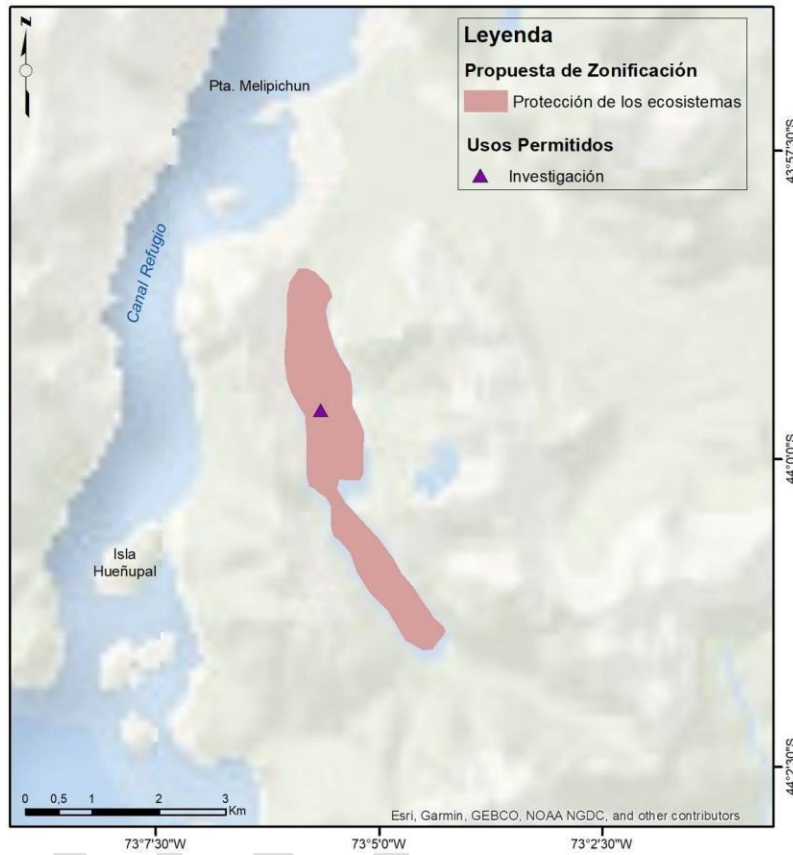 z
Pta. Melipichun
Leyenda
Propuesta de Zonificación
Protección de los ecosistemas
Usos Permitidos
Investigación
43°57'30"S
Canal Refugio
44°0'0"S
Isla
Hueñupal
44°2'30"S
0 0,5 1 2 3
Km
Esri, Garmin, GEBCO, NOAA NGDC, and other contributors
73°7'30"W 73°5'0"W 73°2'30"W